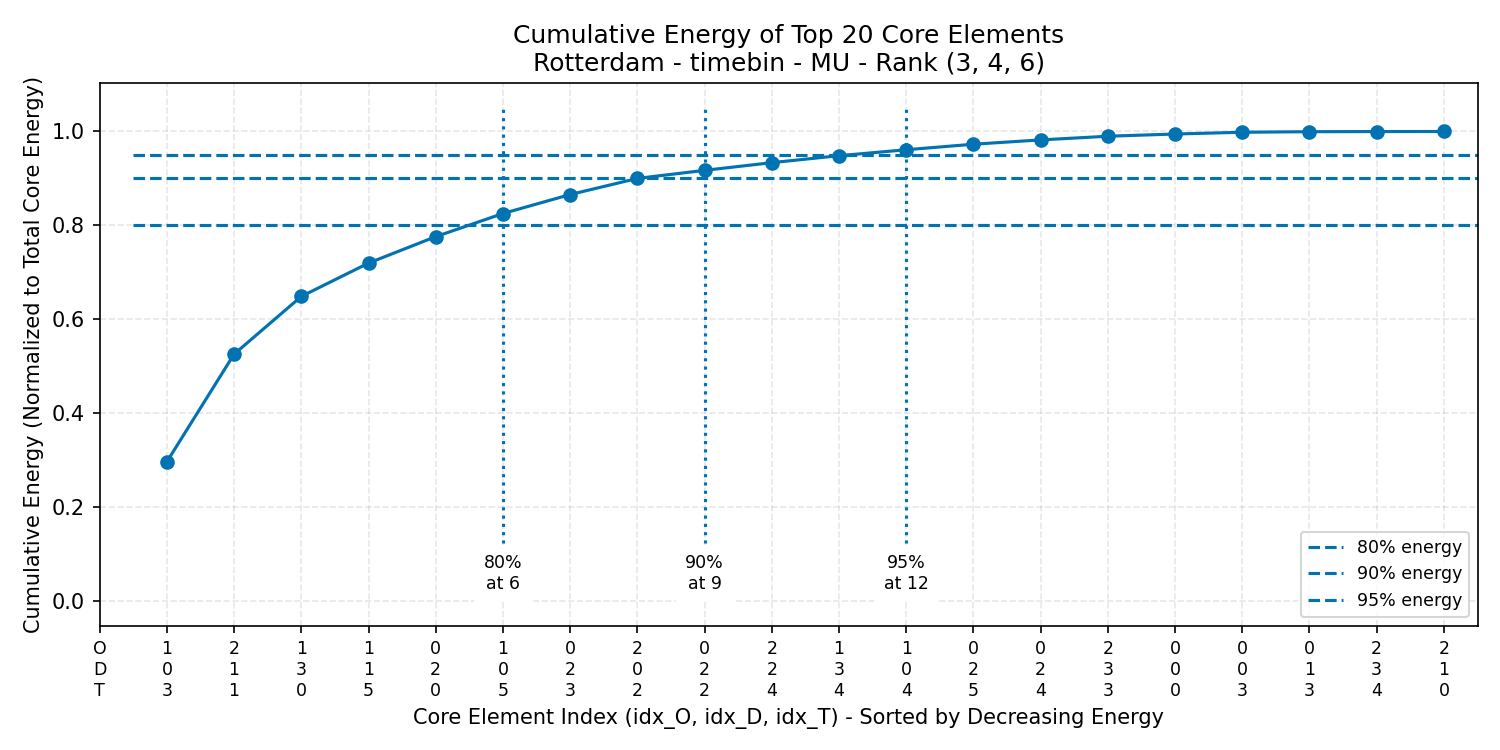 Cumulative Energy of Top 20 Core Elements
Rotterdam - timebin - MU - Rank (3, 4, 6)
Cumulative Energy (Normalized to Total Core Energy)
1.0
0.8
0.6
0.4
0.2
0.0
80%
at 6
90%
at 9
95%
at 12
80% energy
90% energy
95% energy
O 1 2 1 1 0 1 0 2 0 2 1 1 0 0 2 0 0 0 2 2
D 0 1 3 1 2 0 2 0 2 2 3 0 2 2 3 0 0 1 3 1
T 3 1 0 5 0 5 3 2 2 4 4 4 5 4 3 0 3 3 4 0
Core Element Index (idx_O, idx_D, idx_T) - Sorted by Decreasing Energy